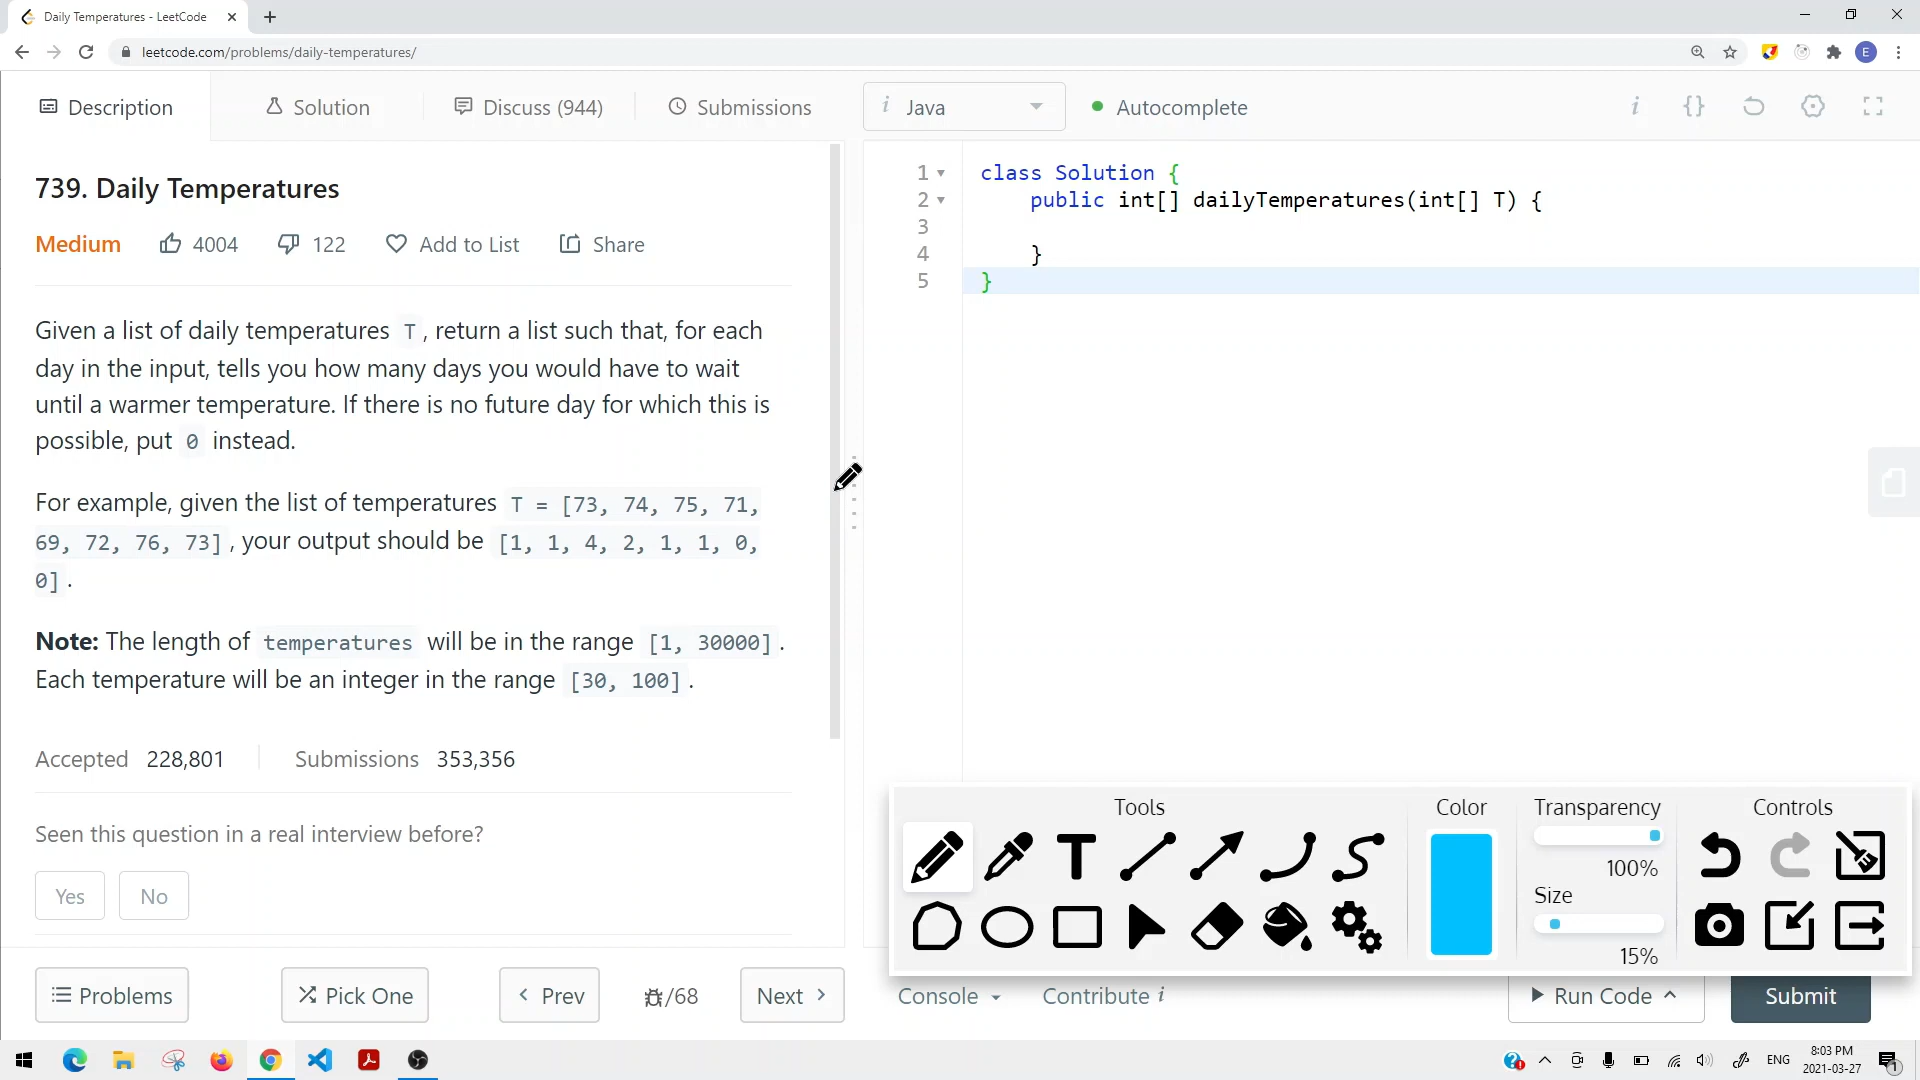 Daily Temperatures - LeetCode
leetcode.com/problems/daily-temperatures/
E
Description
Solution
Discuss (944)
Submissions
i Java
Autocomplete
i
{}
739. Daily Temperatures
Medium 4004 122 Add to List Share
Given a list of daily temperatures T, return a list such that, for each
day in the input, tells you how many days you would have to wait
until a warmer temperature. If there is no future day for which this is
possible, put 0 instead.
For example, given the list of temperatures T = [73, 74, 75, 71,
69, 72, 76, 73], your output should be [1, 1, 4, 2, 1, 1, 0,
0].
Note: The length of temperatures will be in the range [1, 30000].
Each temperature will be an integer in the range [30, 100].
Accepted 228,801 Submissions 353,356
Seen this question in a real interview before?
Yes No
Problems
Pick One
Prev
/68
Next
1 class Solution {
2 public int[] dailyTemperatures(int[] T) {
3
4 }
5 }
Tools
T
Color
Transparency
100%
Size
15%
Controls
Console
Contribute i
Run Code
Submit
ENG
8:03 PM
2021-03-27
1